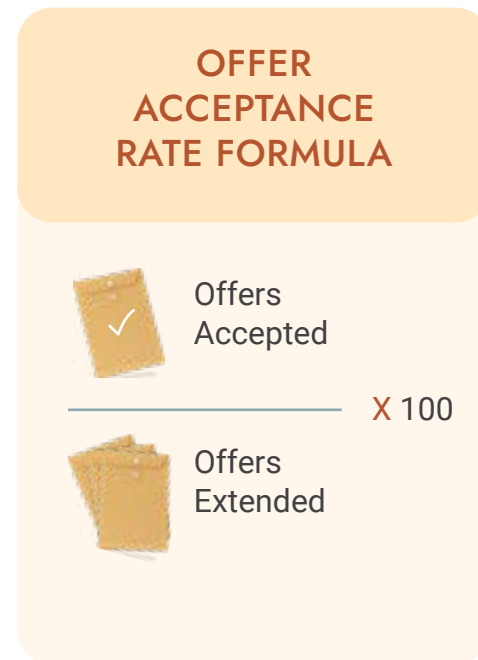 OFFER
ACCEPTANCE
RATE FORMULA
Offers
Accepted
X 100
Offers
Extended